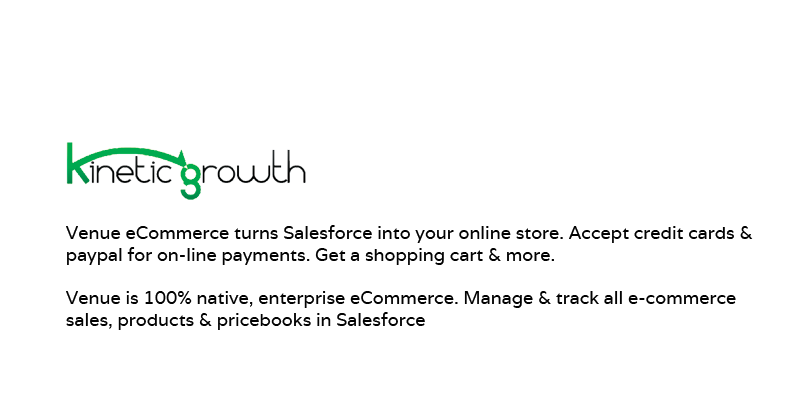 kinetic growth
Venue eCommerce turns Salesforce into your online store. Accept credit cards &
paypal for on-line payments. Get a shopping cart & more.
Venue is 100% native, enterprise eCommerce. Manage & track all e-commerce
sales, products & pricebooks in Salesforce